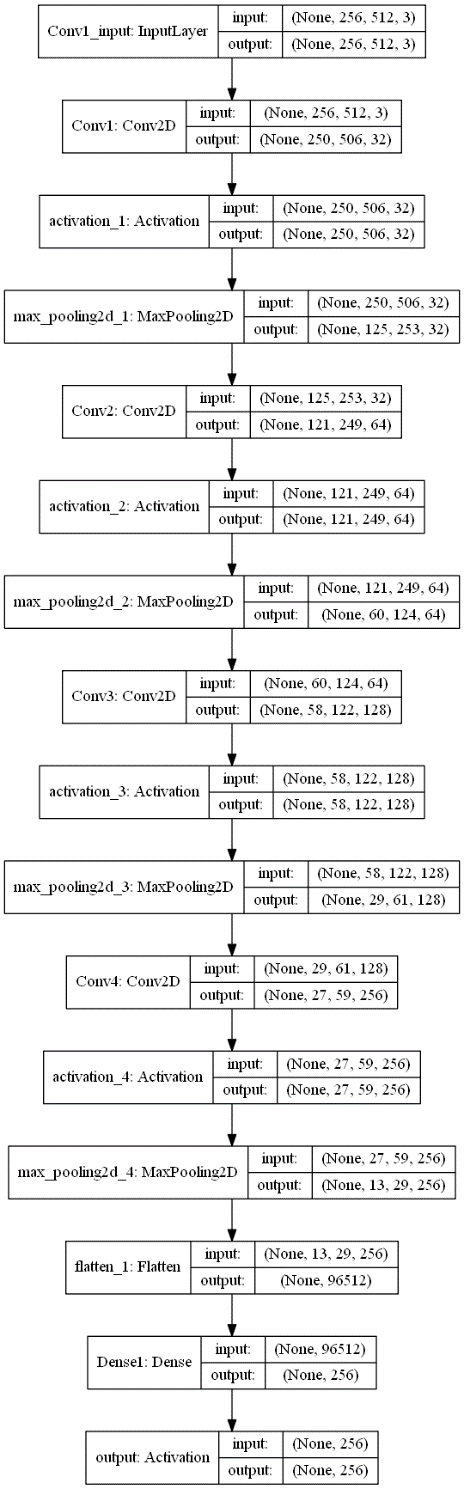 Conv1_input: InputLayer
input: (None, 256, 512, 3)
output: (None, 256, 512, 3)
Conv1: Conv2D
input: (None, 256, 512, 3)
output: (None, 250, 506, 32)
activation_1: Activation
input: (None, 250, 506, 32)
output: (None, 250, 506, 32)
max_pooling2d_1: MaxPooling2D
input: (None, 250, 506, 32)
output: (None, 125, 253, 32)
Conv2: Conv2D
input: (None, 125, 253, 32)
output: (None, 121, 249, 64)
activation_2: Activation
input: (None, 121, 249, 64)
output: (None, 121, 249, 64)
max_pooling2d_2: MaxPooling2D
input: (None, 121, 249, 64)
output: (None, 60, 124, 64)
Conv3: Conv2D
input: (None, 60, 124, 64)
output: (None, 58, 122, 128)
activation_3: Activation
input: (None, 58, 122, 128)
output: (None, 58, 122, 128)
max_pooling2d_3: MaxPooling2D
input: (None, 58, 122, 128)
output: (None, 29, 61, 128)
Conv4: Conv2D
input: (None, 29, 61, 128)
output: (None, 27, 59, 256)
activation_4: Activation
input: (None, 27, 59, 256)
output: (None, 27, 59, 256)
max_pooling2d_4: MaxPooling2D
input: (None, 27, 59, 256)
output: (None, 13, 29, 256)
flatten_1: Flatten
input: (None, 13, 29, 256)
output: (None, 96512)
Dense1: Dense
input: (None, 96512)
output: (None, 256)
output: Activation
input: (None, 256)
output: (None, 256)